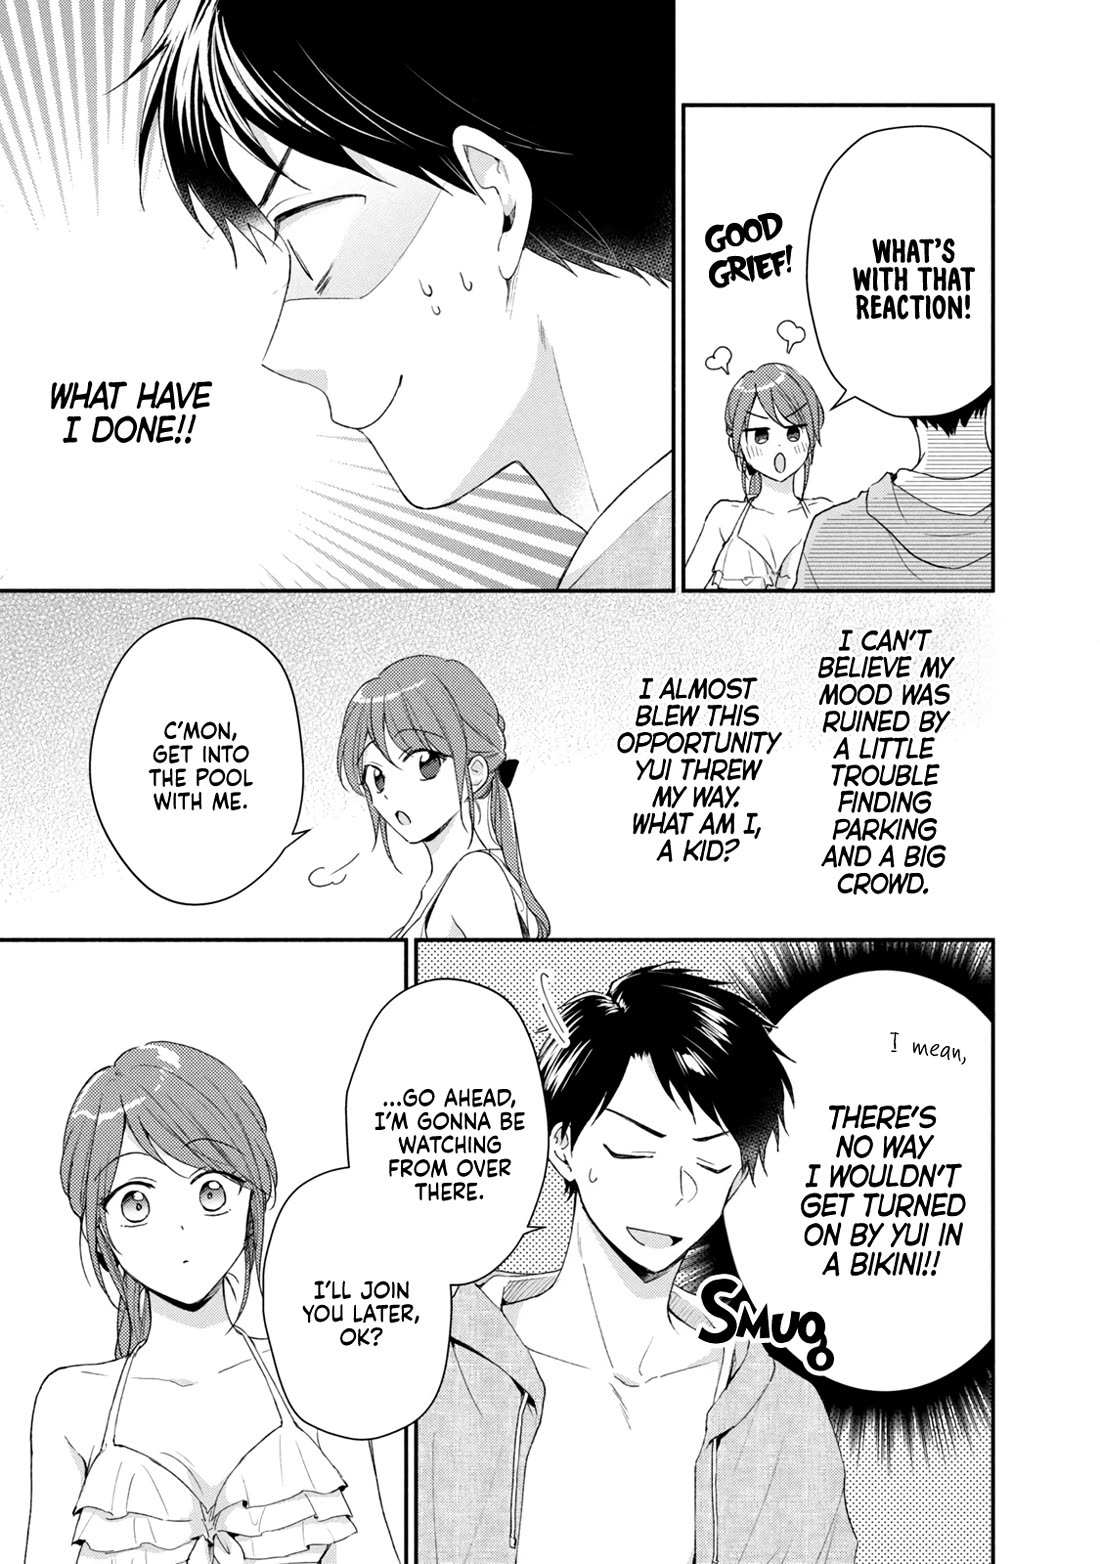 WHAT'S
WITH THAT
REACTION!
GOOD
GRIEF!
WHAT HAVE
I DONE!!
I CAN'T
BELIEVE MY
MOOD WAS
RUINED BY
A LITTLE
TROUBLE
FINDING
PARKING
AND A BIG
CROWD.
I ALMOST
BLEW THIS
OPPORTUNITY
YUI THREW
MY WAY.
WHAT AM I,
A KID?
C'MON,
GET INTO
THE POOL
WITH ME.
I mean,
THERE'S
NO WAY
I WOULDN'T
GET TURNED
ON BY YUI IN
A BIKINI!!
SMUG
...GO AHEAD,
I'M GONNA BE
WATCHING
FROM OVER
THERE.
I'LL JOIN
YOU LATER,
OK?